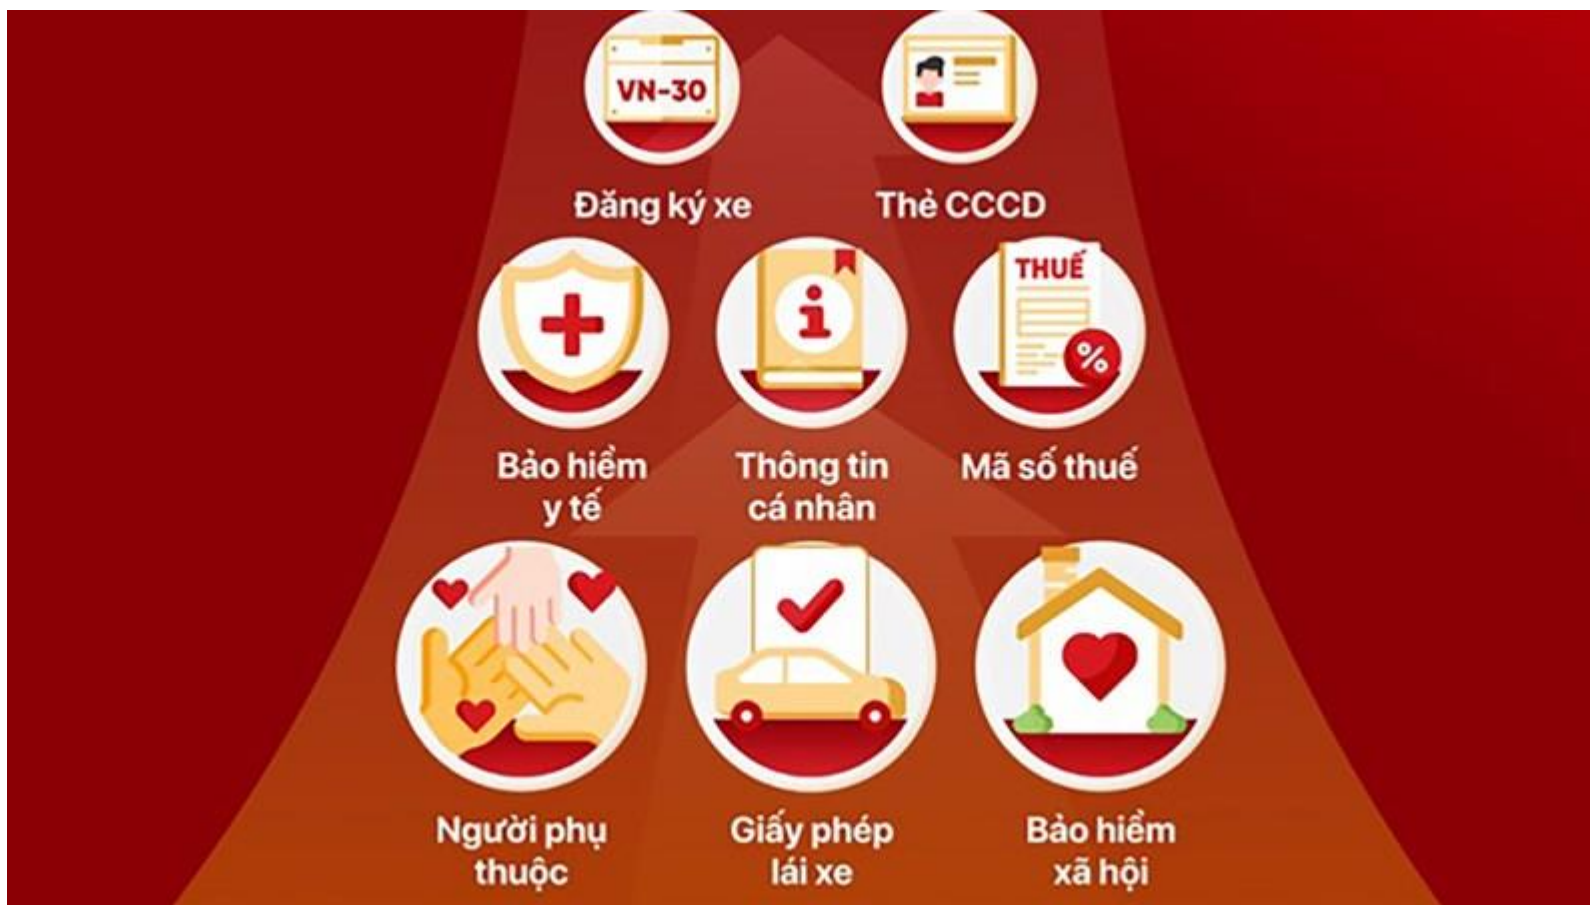 VN-30
Đăng ký xe
Thẻ CCCD
THUẾ
%
Bảo hiểm
y tế
Thông tin
cá nhân
Mã số thuế
Người phụ
thuộc
Giấy phép
lái xe
Bảo hiểm
xã hội